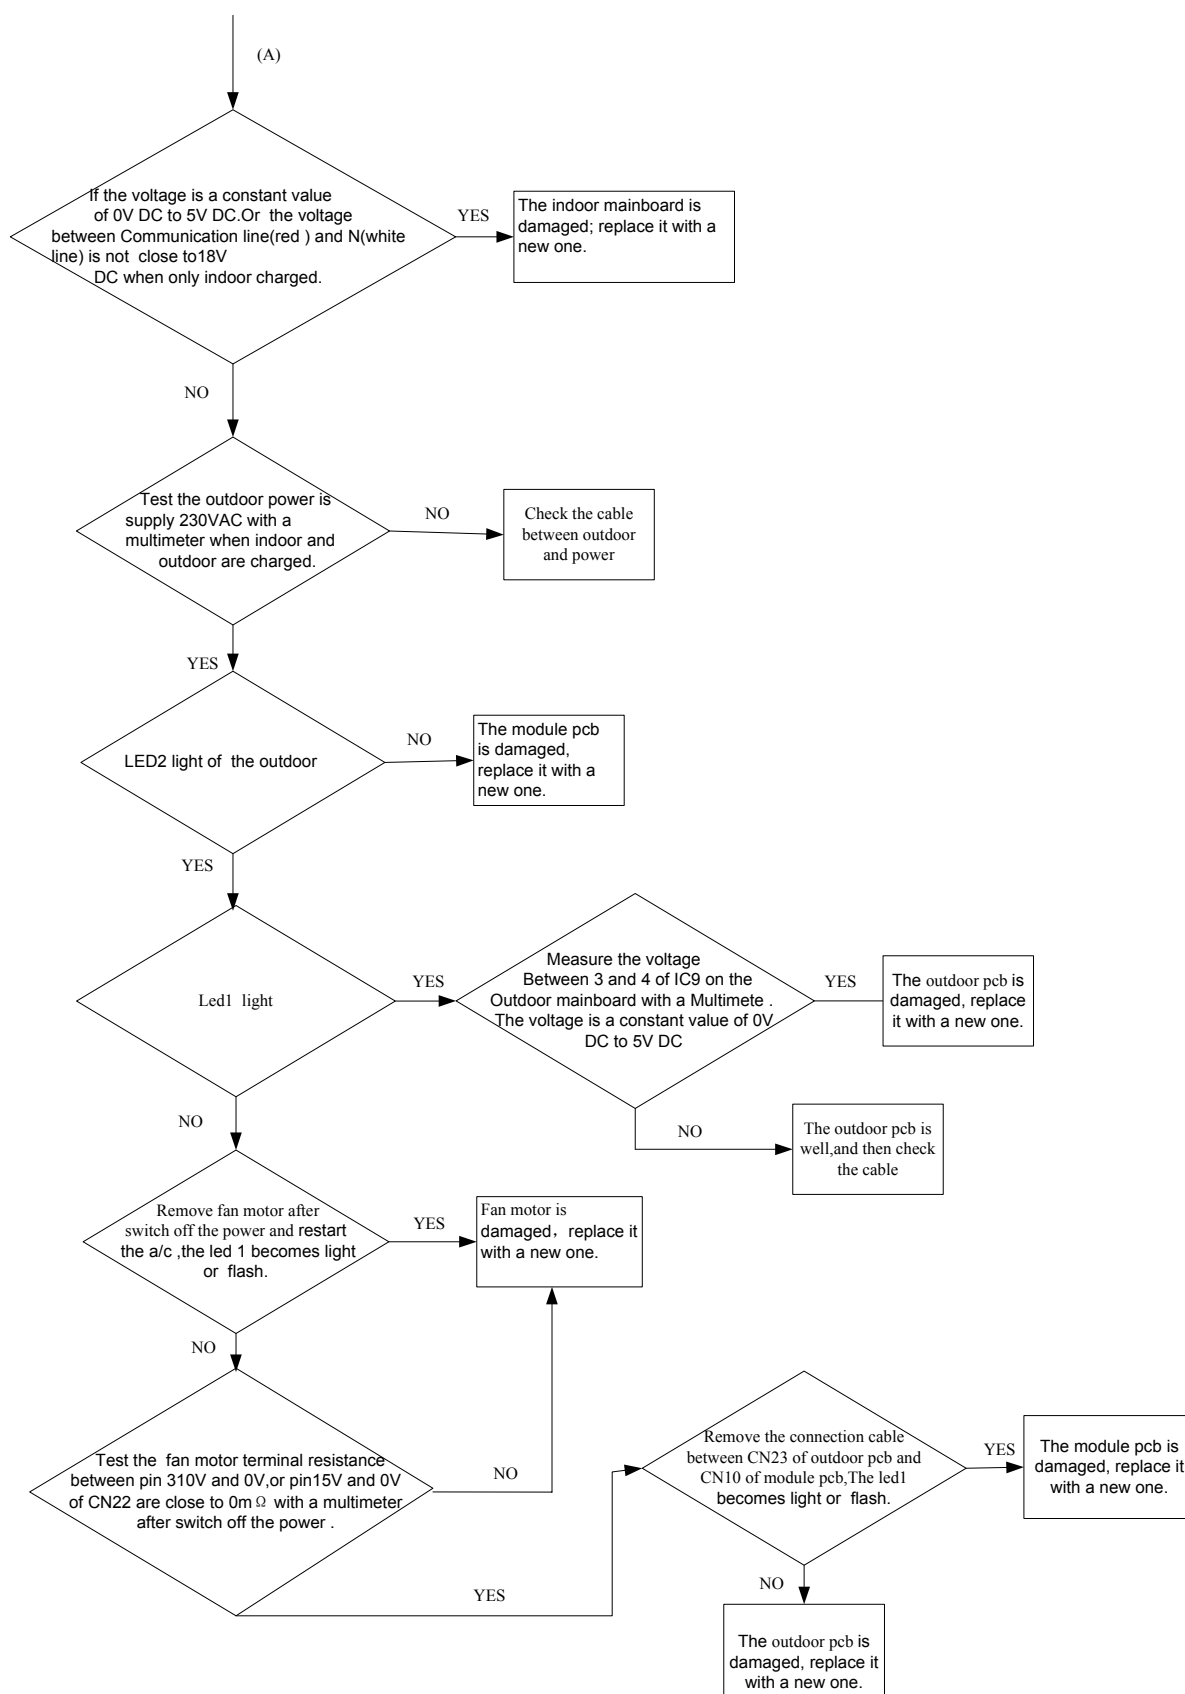 (A)
If the voltage is a constant value
of 0V DC to 5V DC.Or the voltage
between Communication line(red ) and N(white
line) is not close to18V
DC when only indoor charged.
YES
The indoor mainboard is
damaged; replace it with a
new one.
NO
Test the outdoor power is
supply 230VAC with a
multimeter when indoor and
outdoor are charged.
NO
Check the cable
between outdoor
and power
YES
LED2 light of the outdoor
NO
The module pcb
is damaged,
replace it with a
new one.
YES
Led1 light
YES
Measure the voltage
Between 3 and 4 of IC9 on the
Outdoor mainboard with a Multimete .
The voltage is a constant value of 0V
DC to 5V DC
YES
The outdoor pcb is
damaged, replace
it with a new one.
NO
The outdoor pcb is
well,and then check
the cable
NO
Remove fan motor after
switch off the power and restart
the a/c ,the led 1 becomes light
or flash.
YES
Fan motor is
damaged，replace it
with a new one.
NO
Test the fan motor terminal resistance
between pin 310V and 0V,or pin15V and 0V
of CN22 are close to 0mΩ with a multimeter
after switch off the power .
NO
YES
Remove the connection cable
between CN23 of outdoor pcb and
CN10 of module pcb,The led1
becomes light or flash.
YES
The module pcb is
damaged, replace it
with a new one.
NO
The outdoor pcb is
damaged, replace it
with a new one.